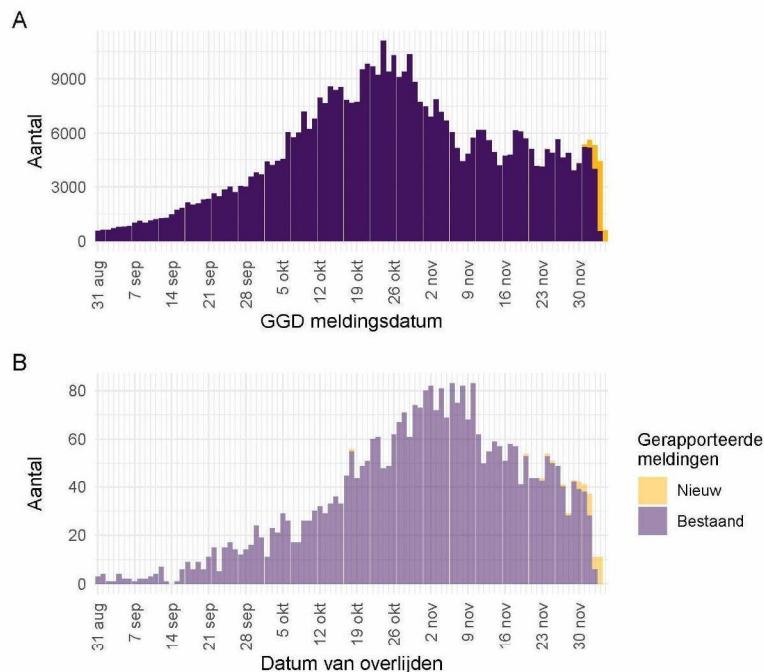 A
Aantal
9000
6000
3000
0
31 aug
7 sep
14 sep
21 sep
28 sep
5 okt
12 okt
19 okt
26 okt
2 nov
9 nov
16 nov
23 nov
30 nov
GGD meldingsdatum
B
Aantal
80
60
40
20
0
31 aug
7 sep
14 sep
21 sep
28 sep
5 okt
12 okt
19 okt
26 okt
2 nov
9 nov
16 nov
23 nov
30 nov
Datum van overlijden
Gerapporteerde
meldingen
Nieuw
Bestaand